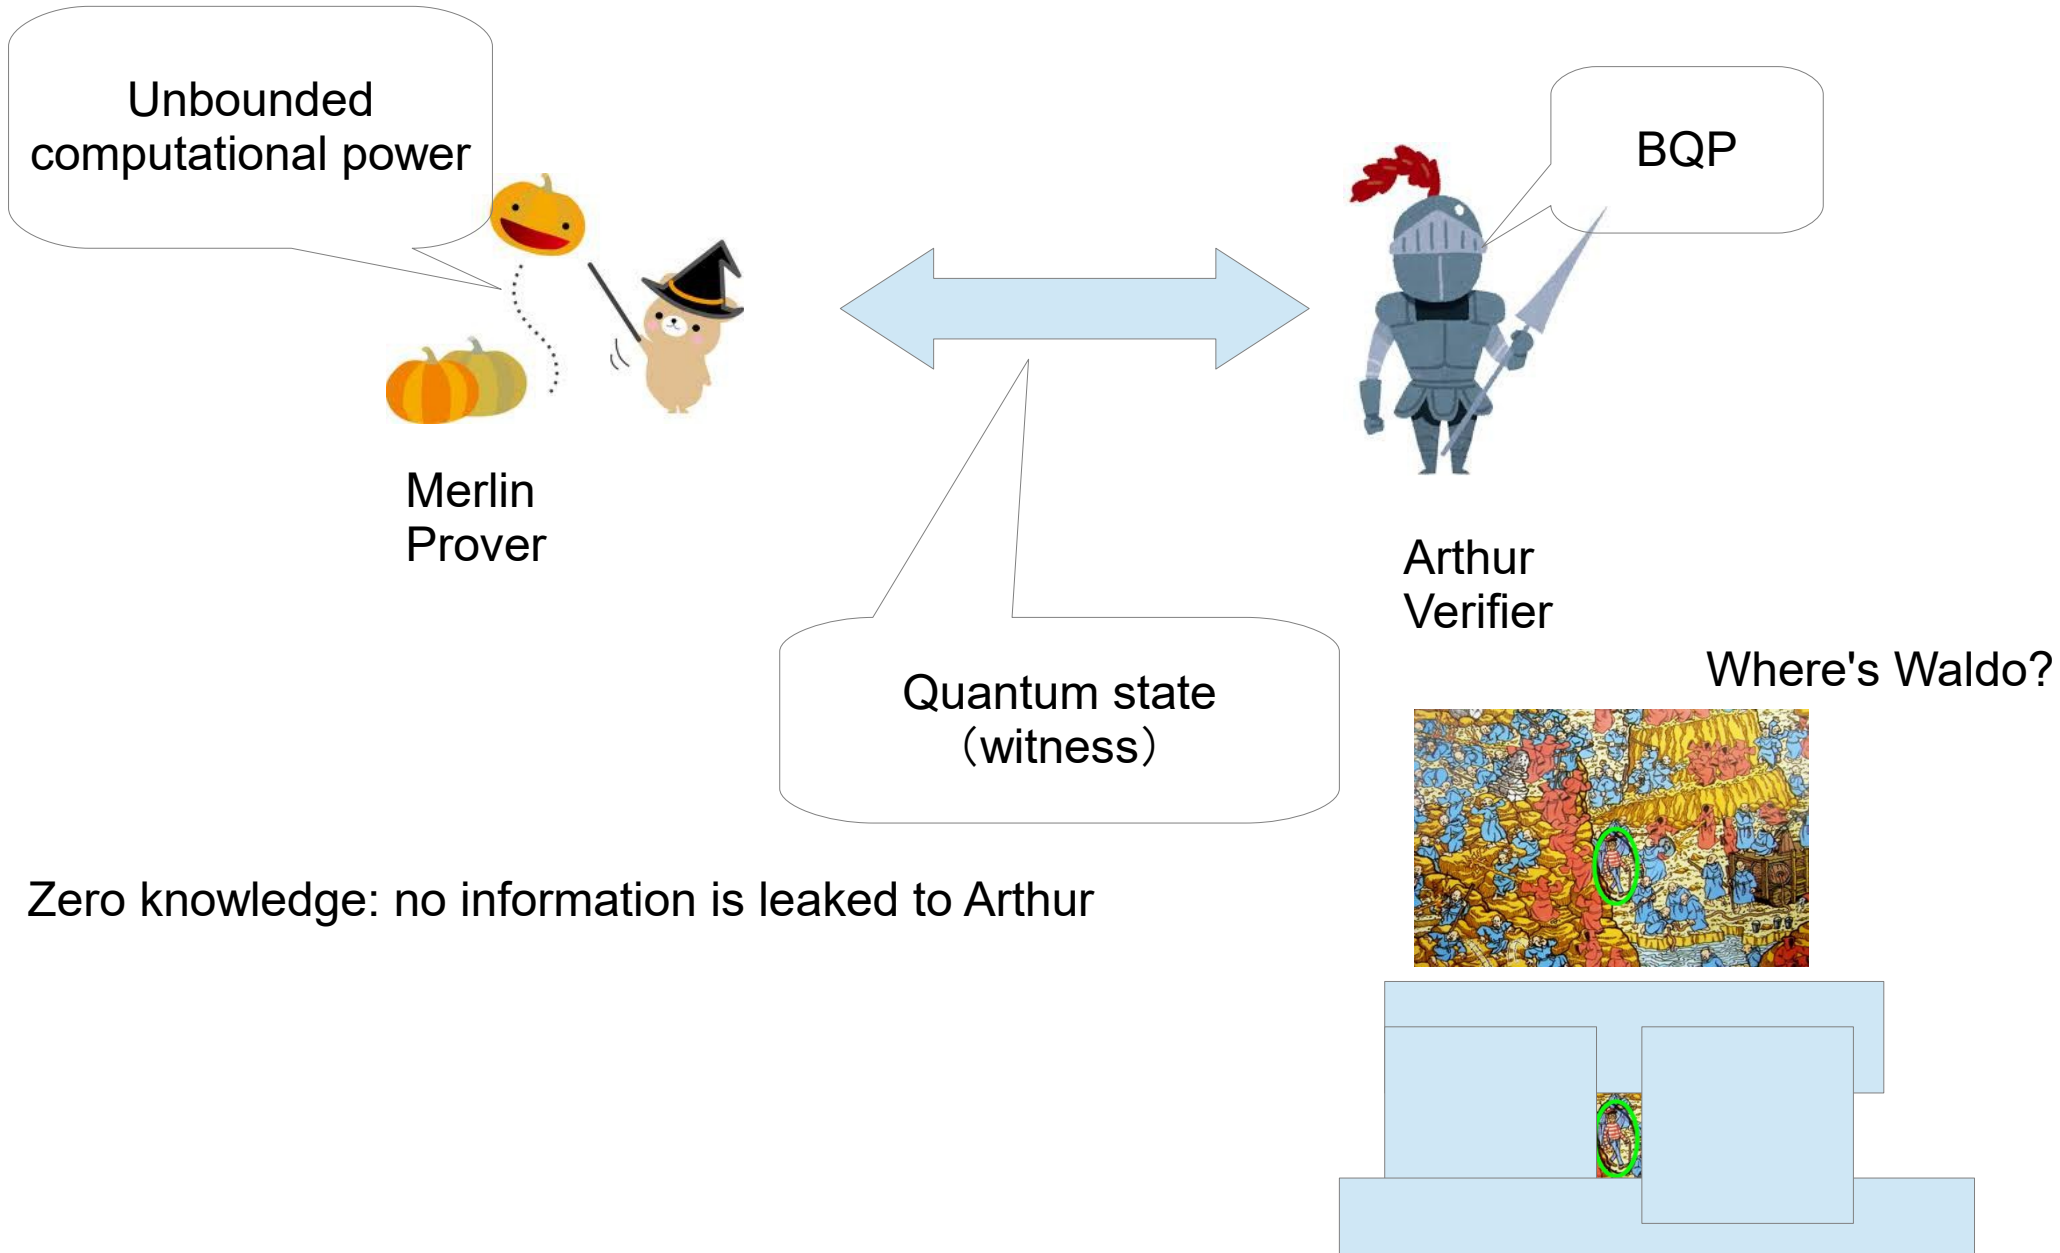 Unbounded
computational power
BQP
Merlin
Prover
Arthur
Verifier
Quantum state
（witness）
Where's Waldo?
Zero knowledge: no information is leaked to Arthur